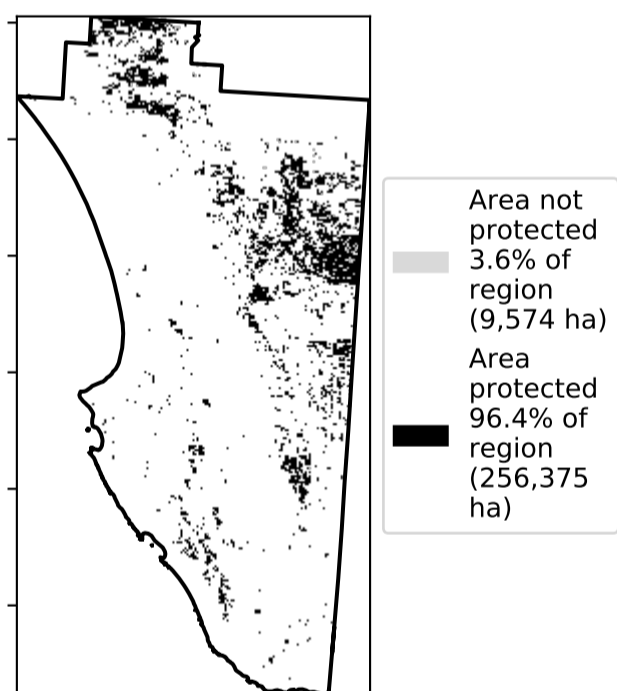 Area not
protected
3.6% of
region
(9,574 ha)
Area
protected
96.4% of
region
(256,375
ha)